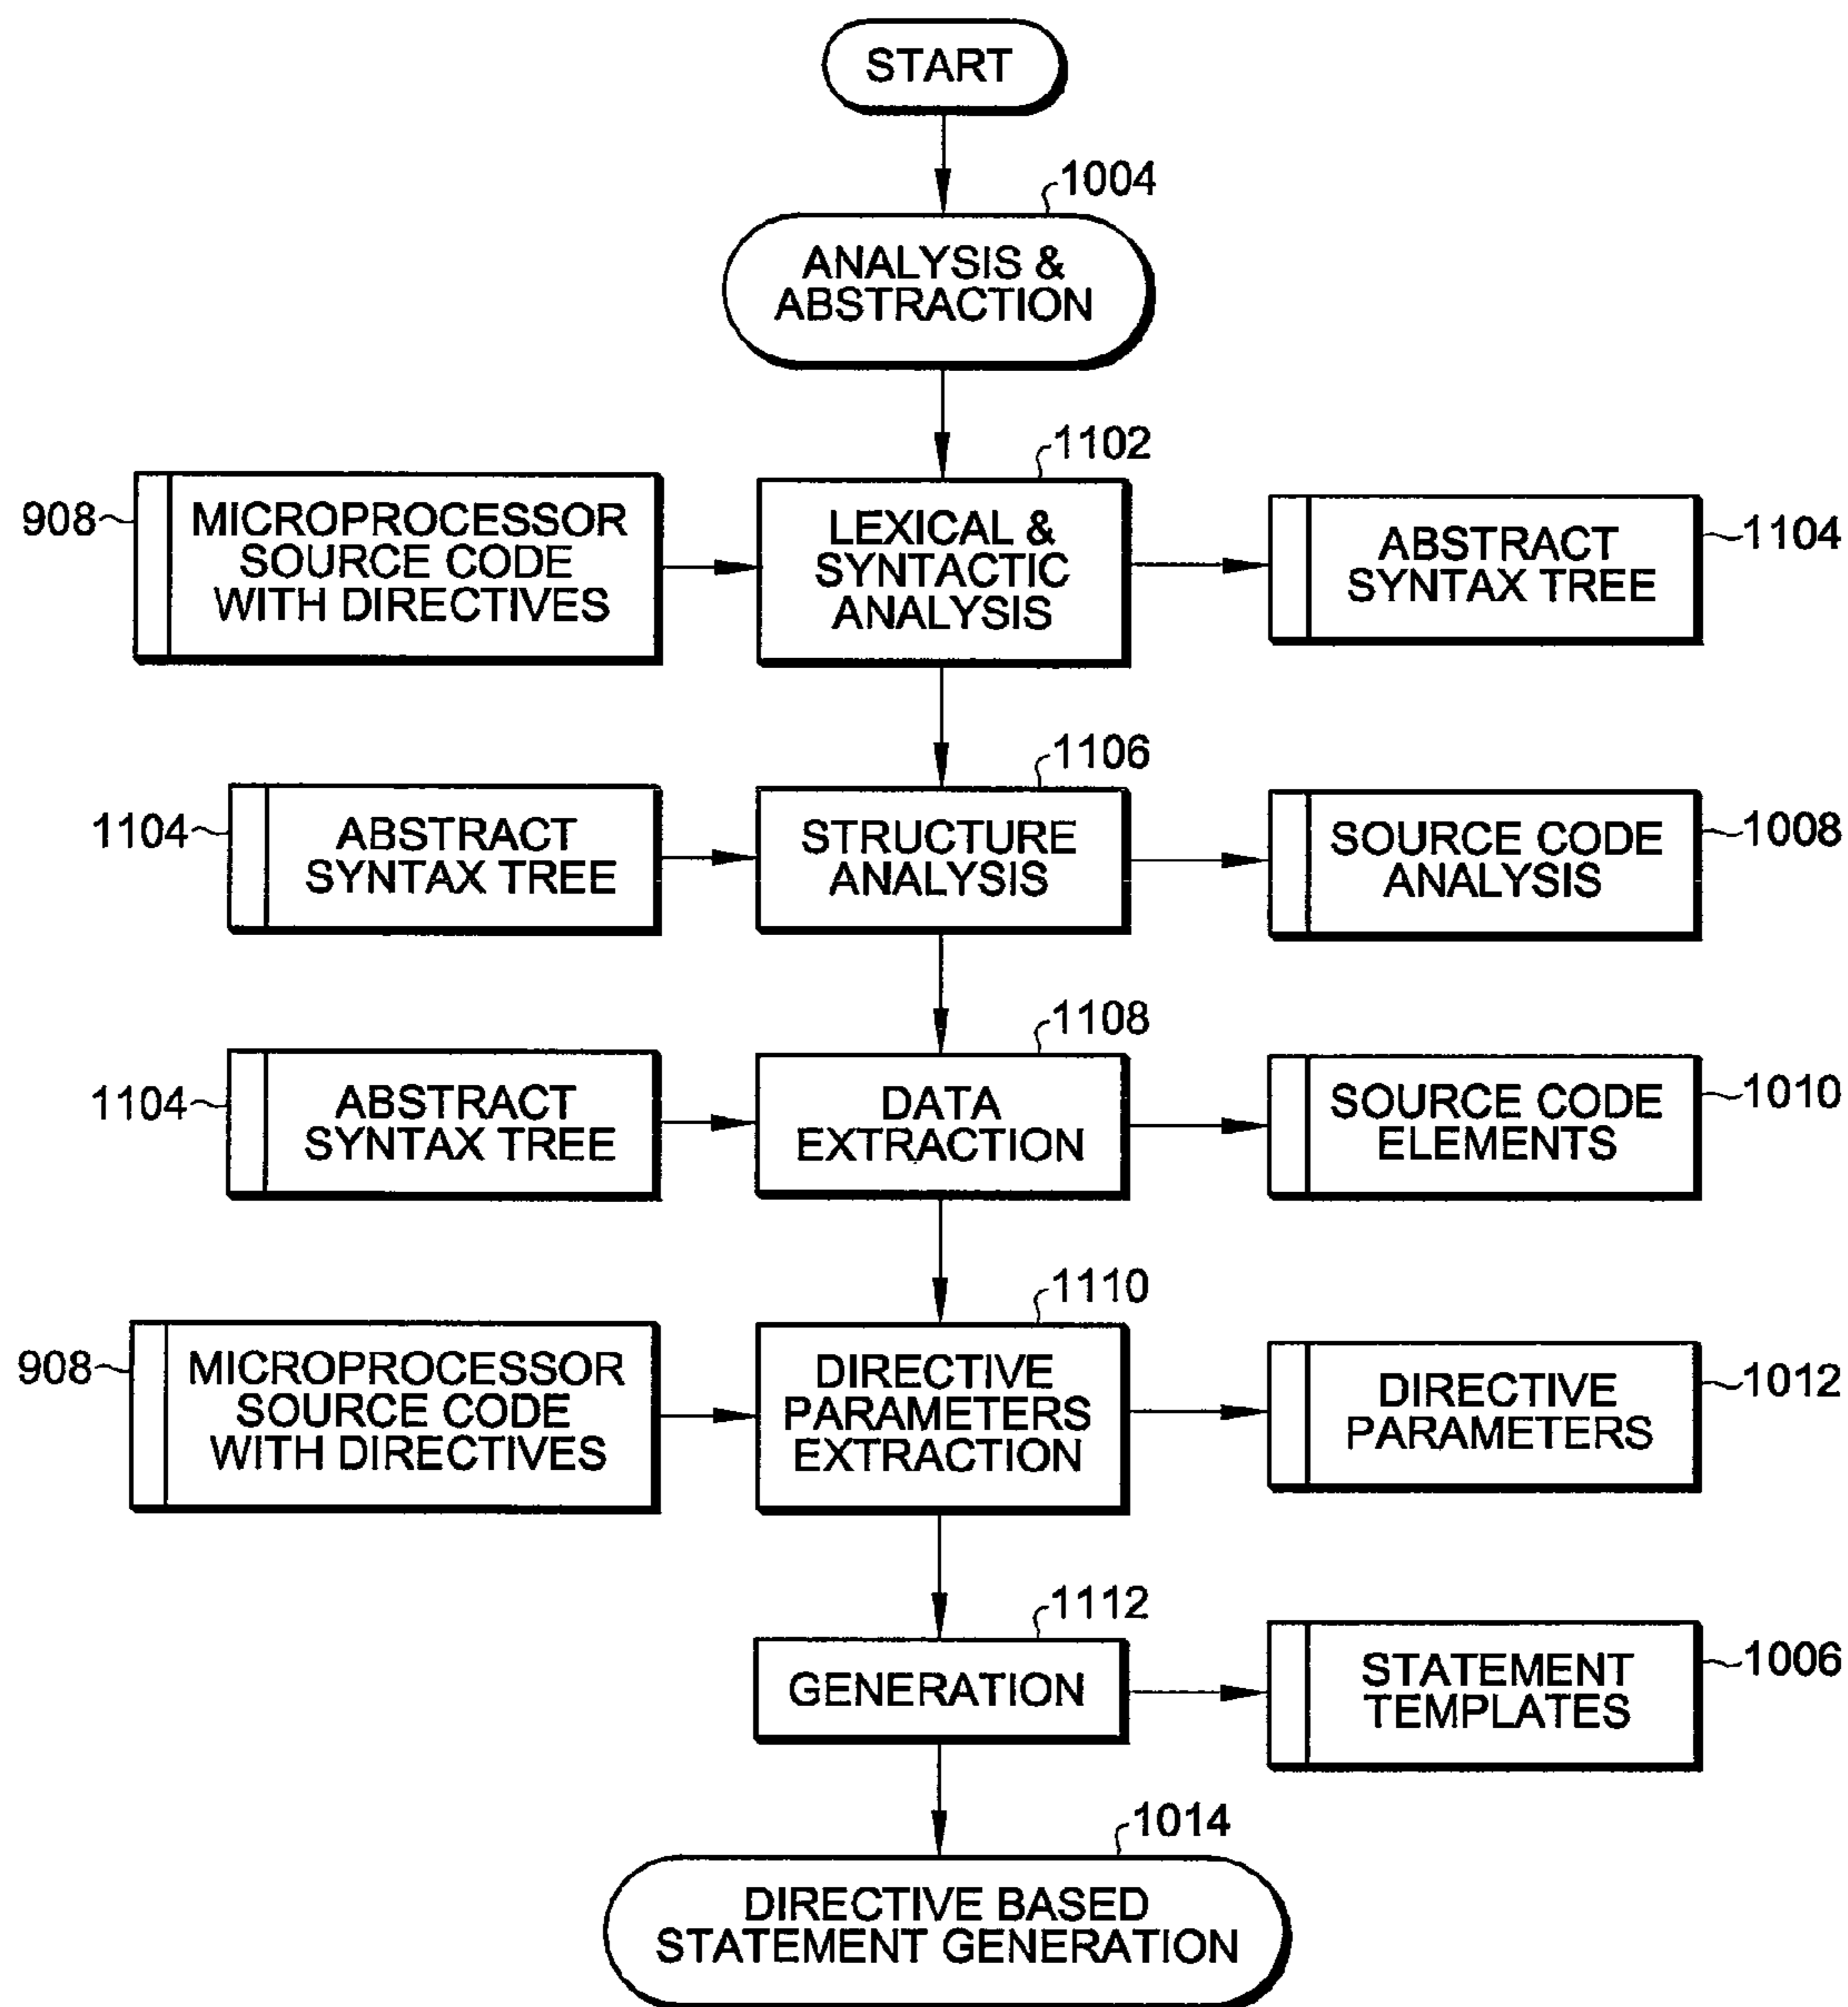 START
1004
ANALYSIS &
ABSTRACTION
1102
908
MICROPROCESSOR
SOURCE CODE
WITH DIRECTIVES
LEXICAL &
SYNTACTIC
ANALYSIS
ABSTRACT
SYNTAX TREE
1104
1106
1104
ABSTRACT
SYNTAX TREE
STRUCTURE
ANALYSIS
SOURCE CODE
ANALYSIS
1008
1108
1104
ABSTRACT
SYNTAX TREE
DATA
EXTRACTION
SOURCE CODE
ELEMENTS
1010
1110
908
MICROPROCESSOR
SOURCE CODE
WITH DIRECTIVES
DIRECTIVE
PARAMETERS
EXTRACTION
DIRECTIVE
PARAMETERS
1012
1112
GENERATION
STATEMENT
TEMPLATES
1006
1014
DIRECTIVE BASED
STATEMENT GENERATION